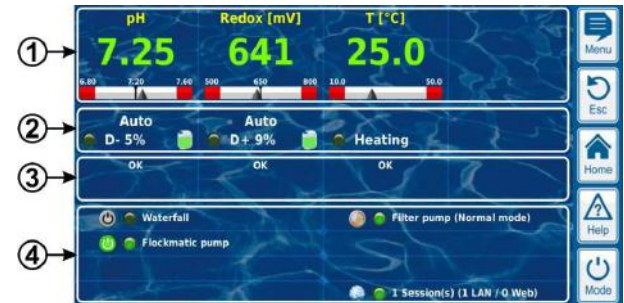 pH Redox [mV] T [°C]
1 7.25 641 25.0 Menu
6.80 7.20 7.60 500 650 800 10.0 50.0
Esc
2 Auto Auto
D- 5% D+ 9% Heating
Home
3 OK OK OK
Help
4 Waterfall Filter pump (Normal mode)
Flockmatic pump
Mode
1 Session(s) (1 LAN / 0 Web)